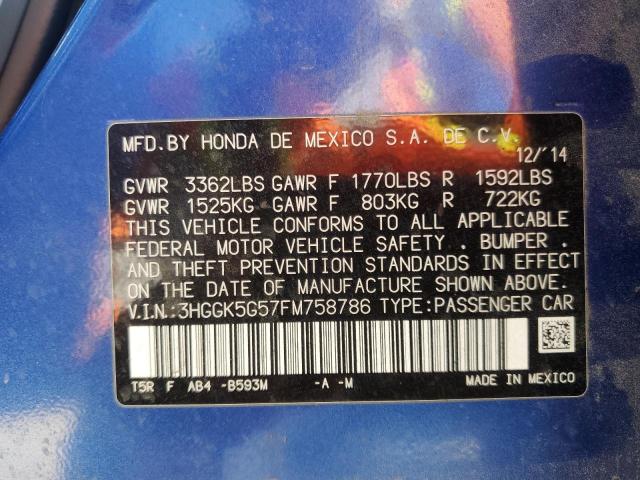 MFD.BY HONDA DE MEXICO S.A. DE C.V.
12/'14
GVWR 3362LBS GAWR F 1770LBS R 1592LBS
GVWR 1525KG GAWR F 803KG R 722KG
THIS VEHICLE CONFORMS TO ALL APPLICABLE
FEDERAL MOTOR VEHICLE SAFETY . BUMPER .
AND THEFT PREVENTION STANDARDS IN EFFECT
ON THE DATE OF MANUFACTURE SHOWN ABOVE.
V.I.N.:3HGGK5G57FM758786 TYPE:PASSENGER CAR
T5R F AB4 -B593M -A -M
MADE IN MEXICO